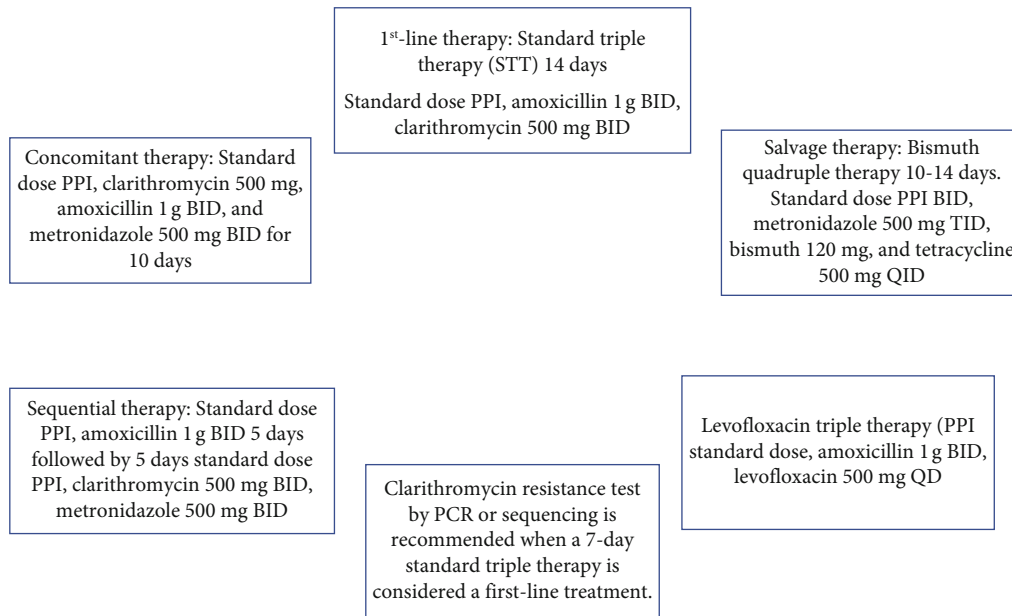 1st-line therapy: Standard triple
therapy (STT) 14 days
Standard dose PPI, amoxicillin 1 g BID,
clarithromycin 500 mg BID
Concomitant therapy: Standard
dose PPI, clarithromycin 500 mg,
amoxicillin 1 g BID, and
metronidazole 500 mg BID for
10 days
Salvage therapy: Bismuth
quadruple therapy 10-14 days.
Standard dose PPI BID,
metronidazole 500 mg TID,
bismuth 120 mg, and tetracycline
500 mg QID
Sequential therapy: Standard dose
PPI, amoxicillin 1 g BID 5 days
followed by 5 days standard dose
PPI, clarithromycin 500 mg BID,
metronidazole 500 mg BID
Clarithromycin resistance test
by PCR or sequencing is
recommended when a 7-day
standard triple therapy is
considered a first-line treatment.
Levofloxacin triple therapy (PPI
standard dose, amoxicillin 1 g BID,
levofloxacin 500 mg QD